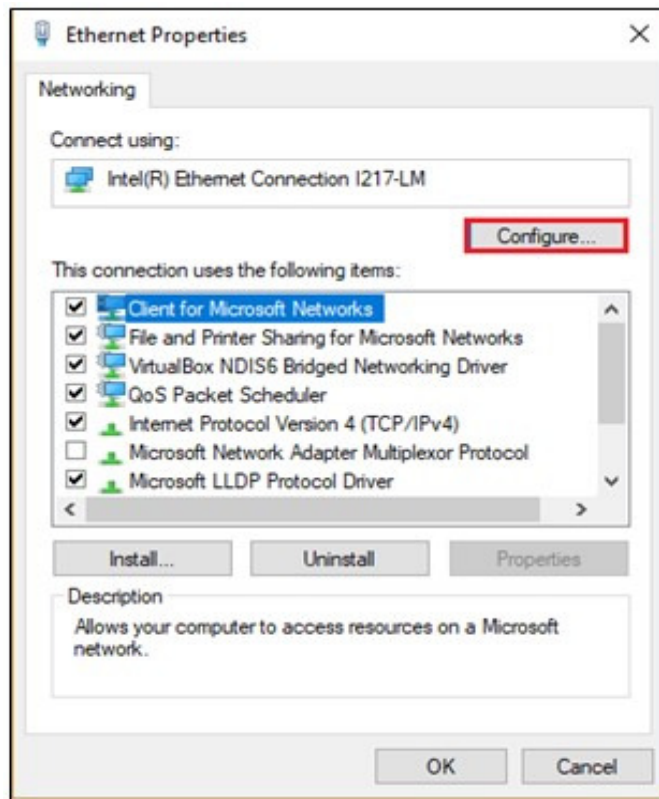 Ethernet Properties
Networking
Connect using:
Intel(R) Ethernet Connection I217-LM
Configure...
This connection uses the following items:
Client for Microsoft Networks
File and Printer Sharing for Microsoft Networks
VirtualBox NDIS6 Bridged Networking Driver
QoS Packet Scheduler
Internet Protocol Version 4 (TCP/IPv4)
Microsoft Network Adapter Multiplexor Protocol
Microsoft LLDP Protocol Driver
Install... Uninstall Properties
Description
Allows your computer to access resources on a Microsoft
network.
OK Cancel